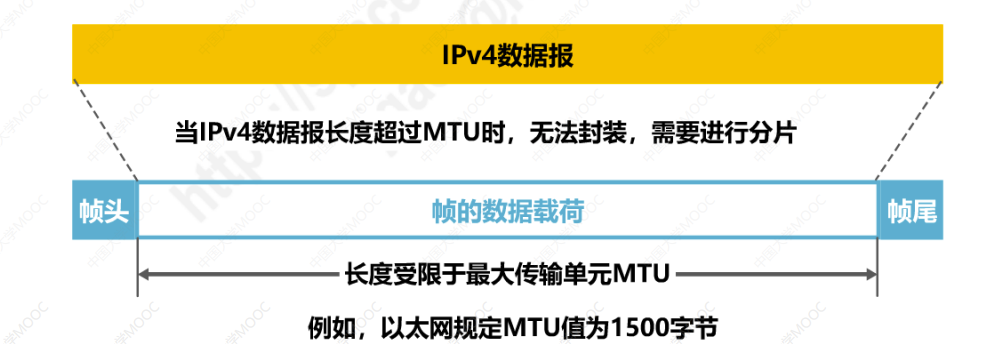 IPv4数据报
当IPv4数据报长度超过MTU时，无法封装，需要进行分片
帧头 帧的数据载荷 帧尾
长度受限于最大传输单元MTU
例如，以太网规定MTU值为1500字节